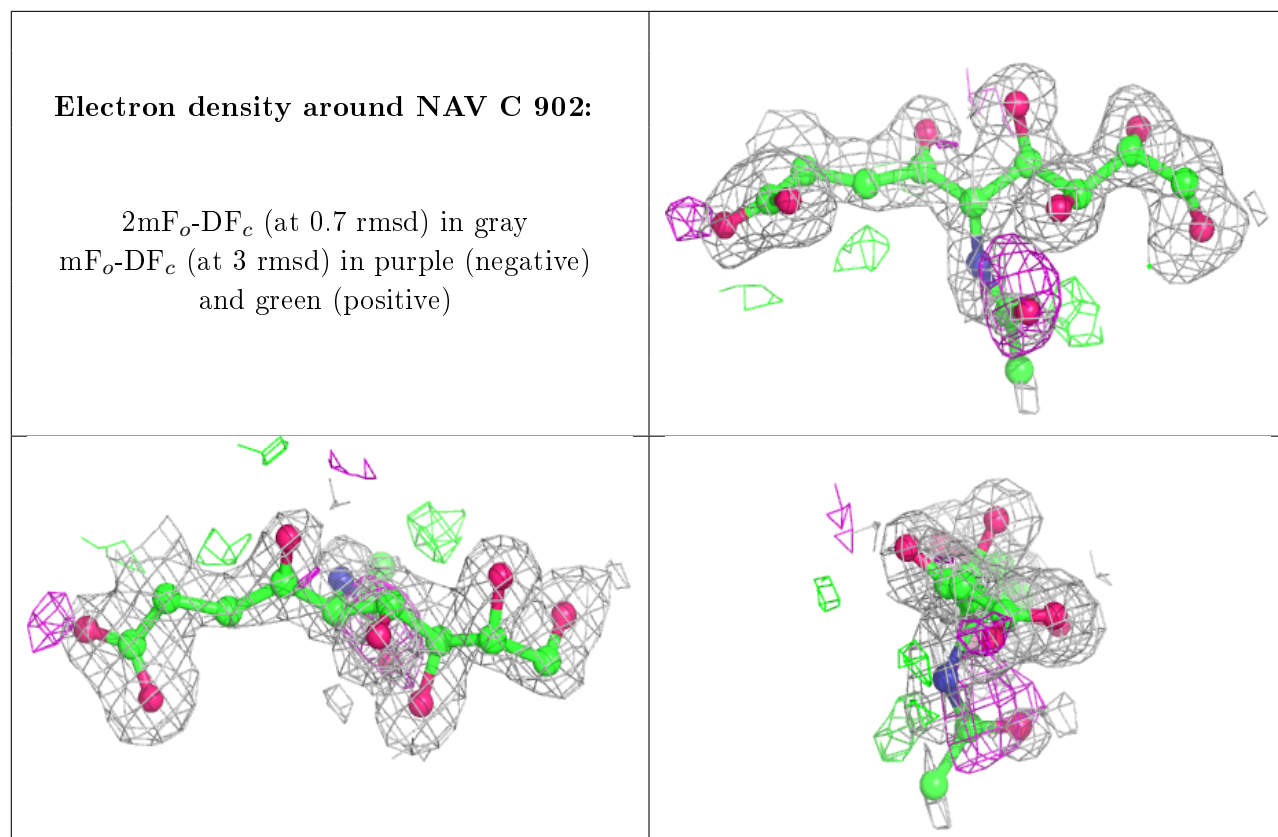 Electron density around NAV C 902:
2mFo-DFc (at 0.7 rmsd) in gray
mFo-DFc (at 3 rmsd) in purple (negative)
and green (positive)